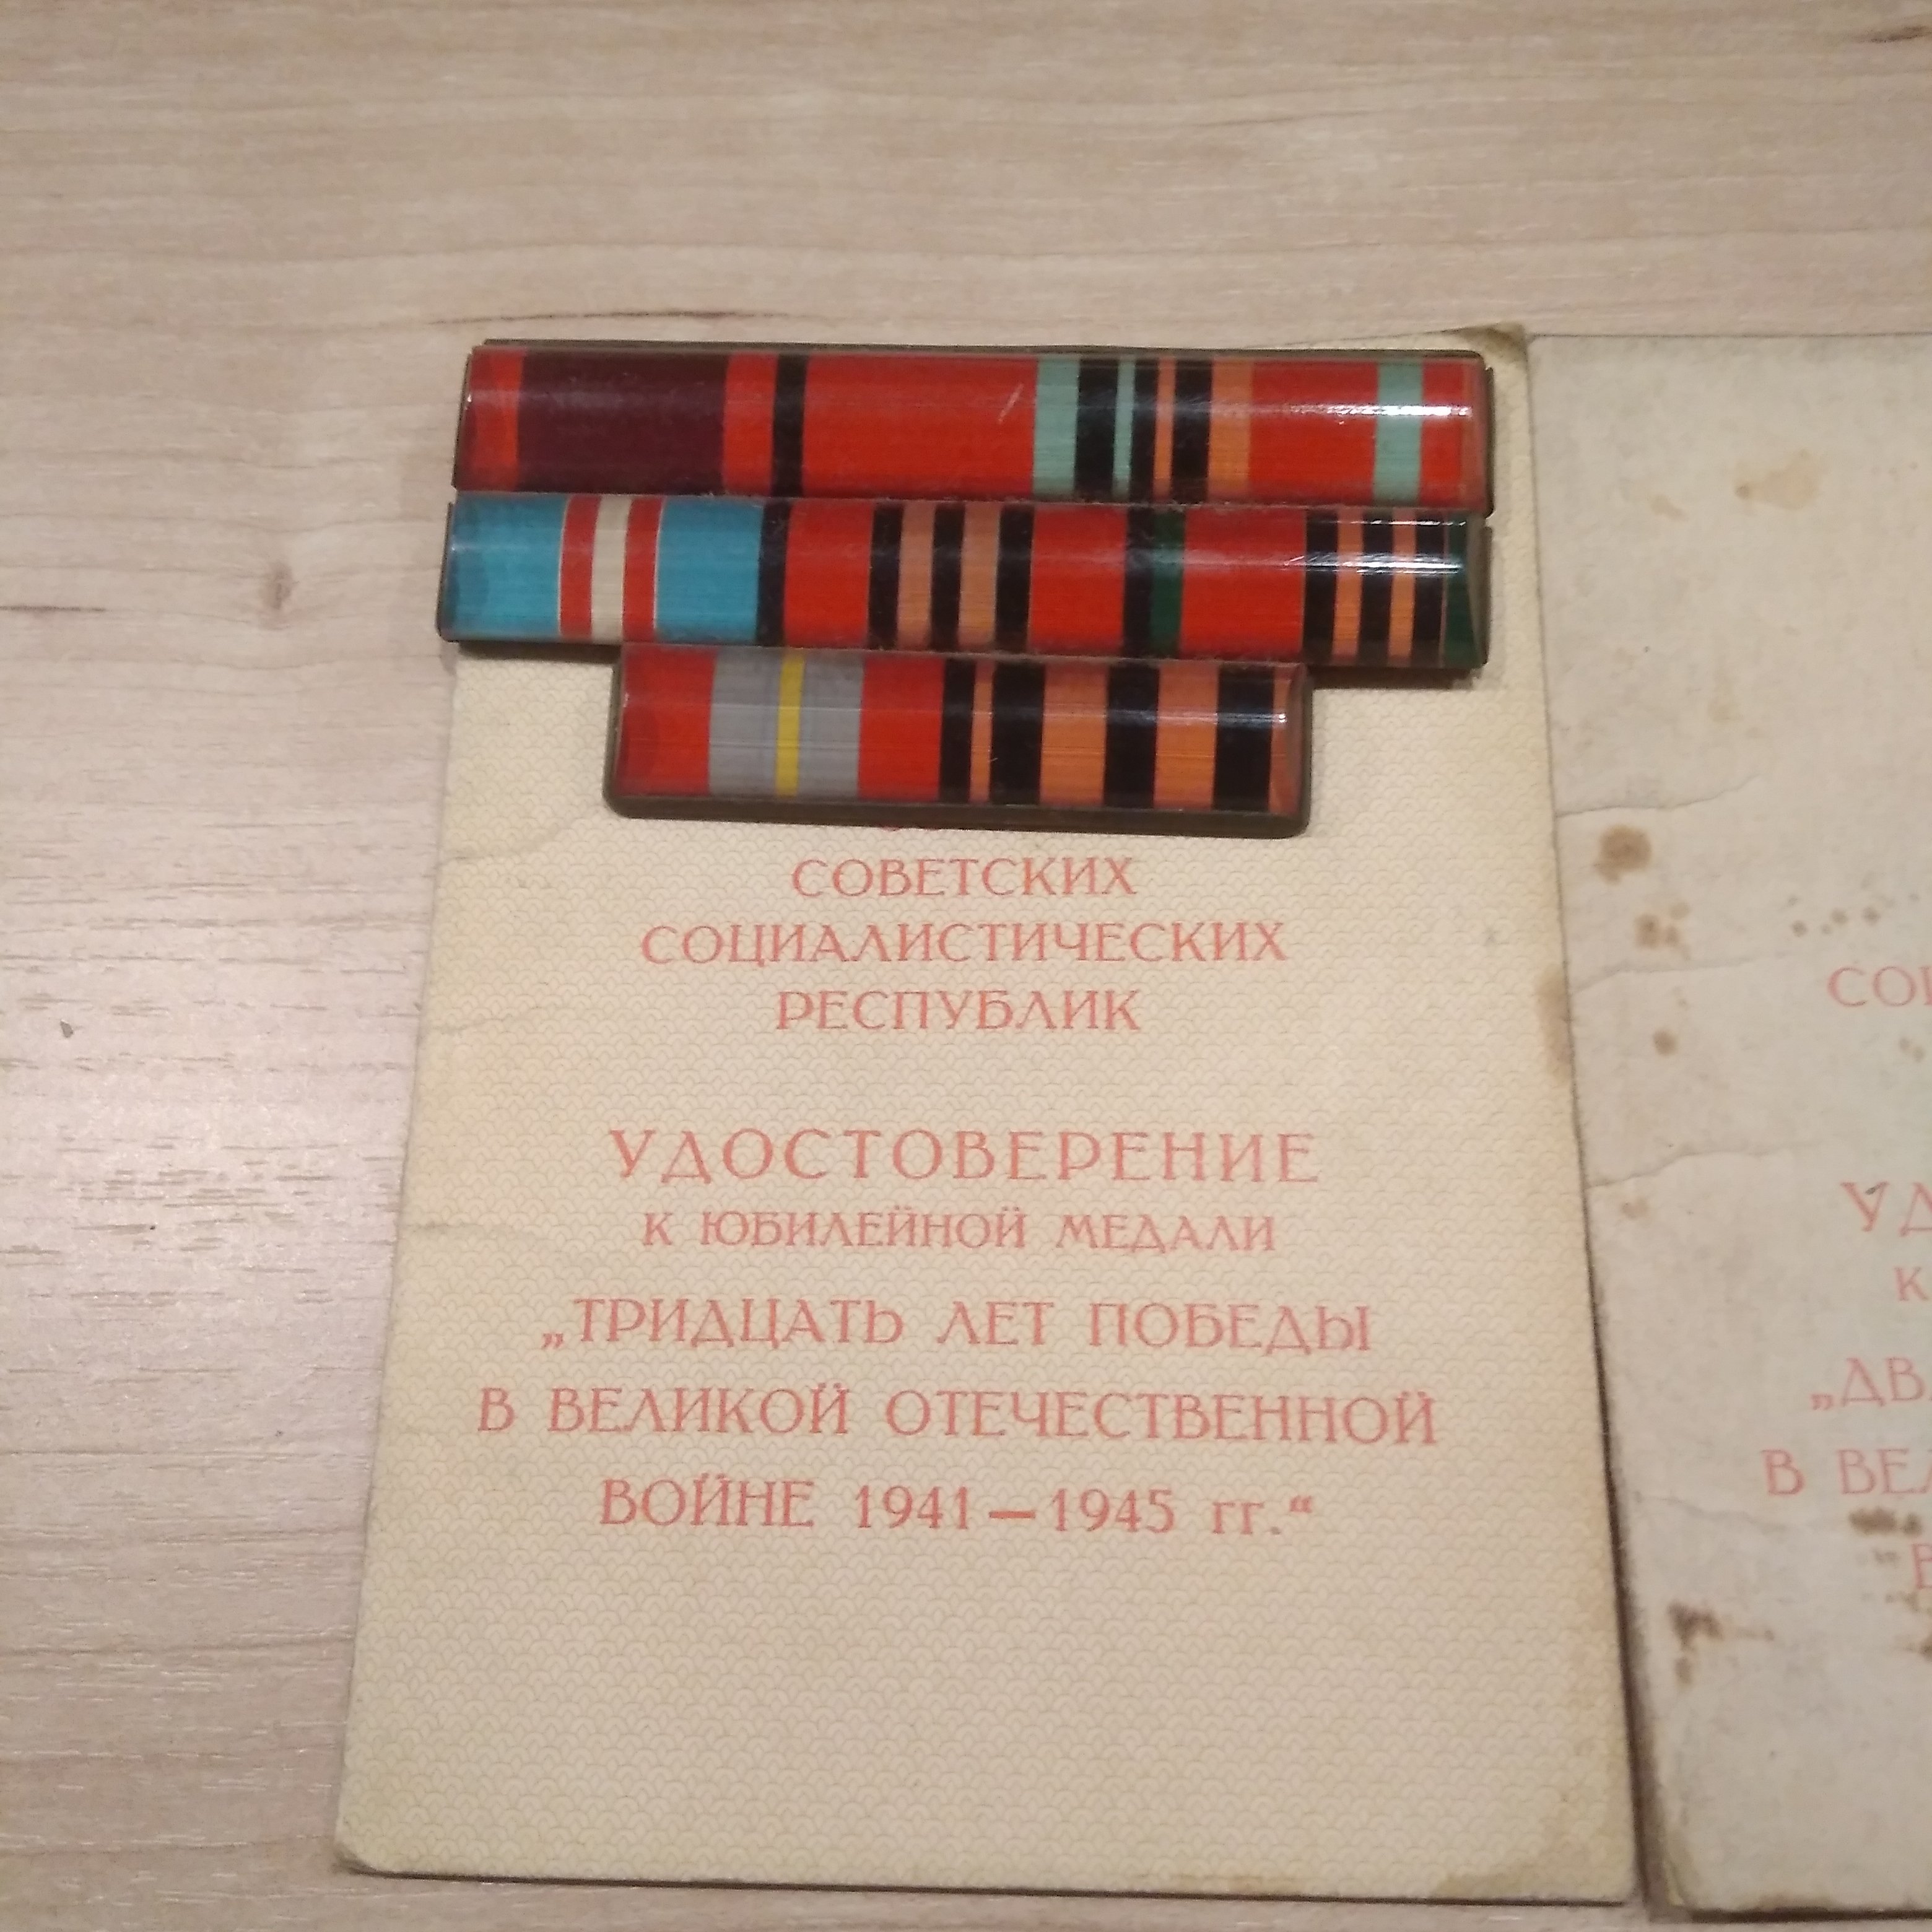 СОВЕТСКИХ
СОЦИАЛИСТИЧЕСКИХ
РЕСПУБЛИК
УДОСТОВЕРЕНИЕ
К ЮБИЛЕЙНОЙ МЕДАЛИ
„ТРИДЦАТЬ ЛЕТ ПОБЕДЫ
В ВЕЛИКОЙ ОТЕЧЕСТВЕННОЙ
ВОЙНЕ 1941—1945 гг.“
К
В